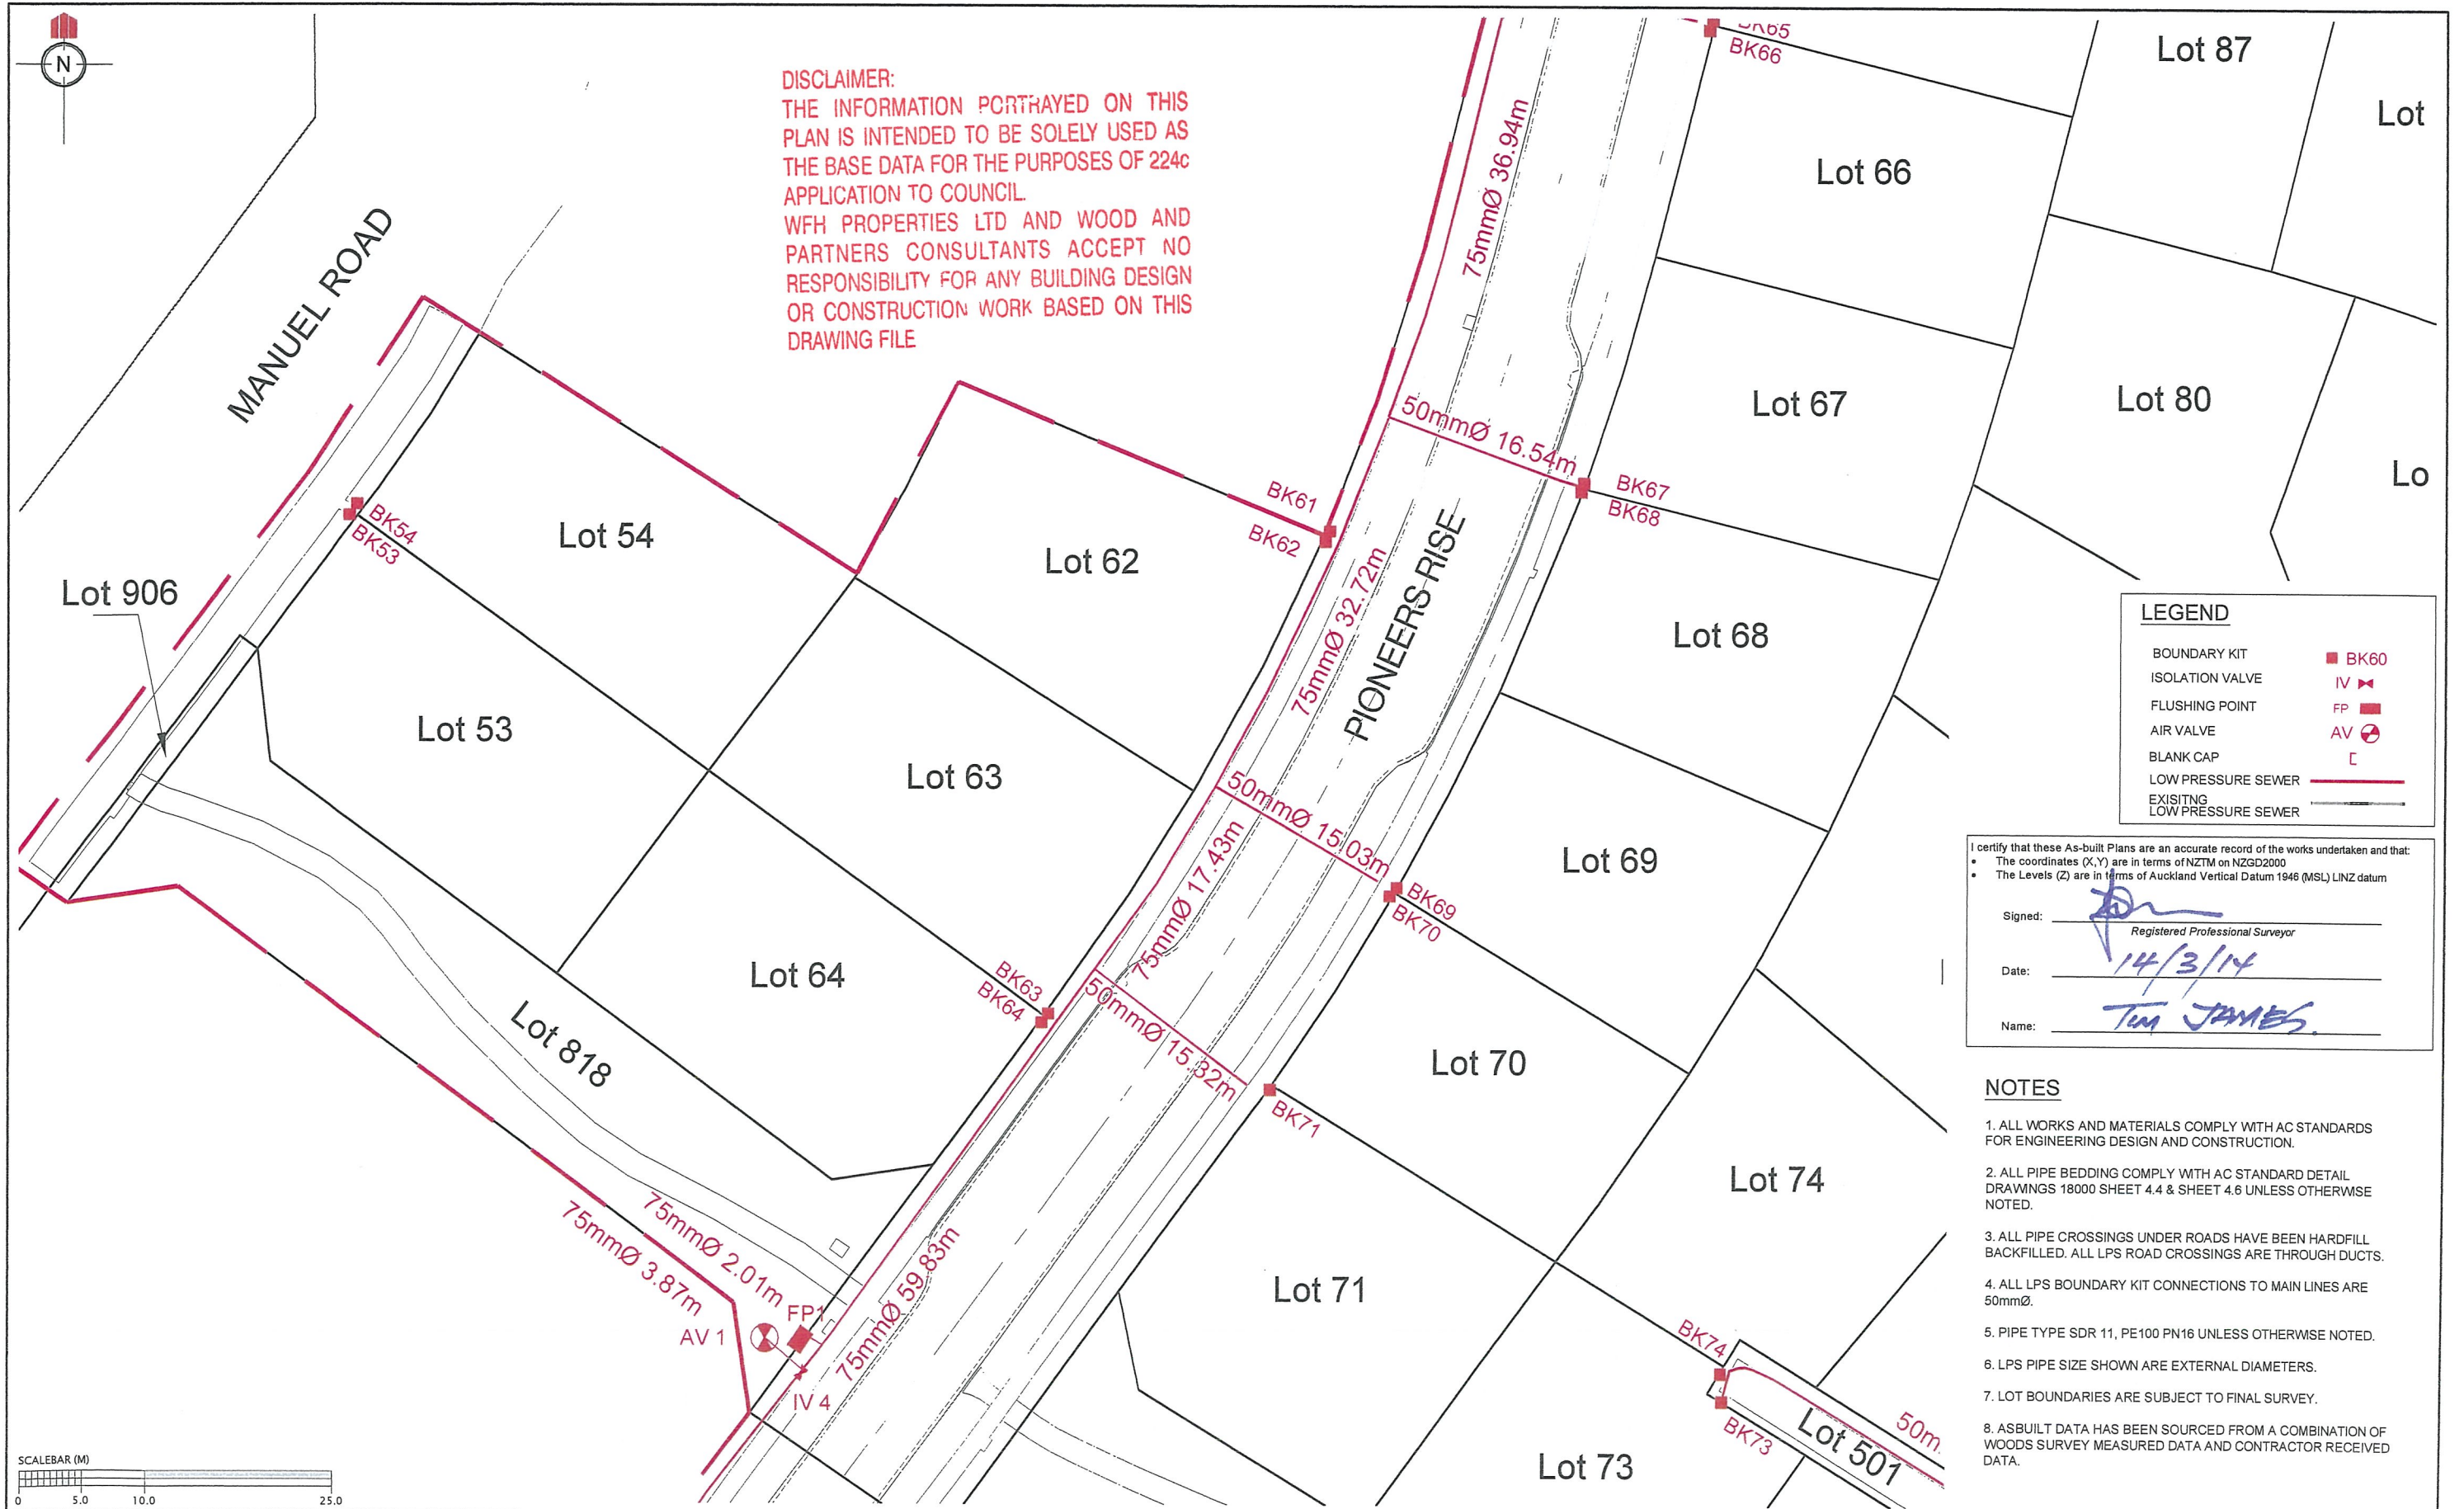 N
DISCLAIMER:
THE INFORMATION PORTRAYED ON THIS
PLAN IS INTENDED TO BE SOLELY USED AS
THE BASE DATA FOR THE PURPOSES OF 224c
APPLICATION TO COUNCIL.
WFH PROPERTIES LTD AND WOOD AND
PARTNERS CONSULTANTS ACCEPT NO
RESPONSIBILITY FOR ANY BUILDING DESIGN
OR CONSTRUCTION WORK BASED ON THIS
DRAWING FILE
MANUEL ROAD
BK65
BK66
Lot 87
Lot
Lot 66
75mmØ 36.94m
Lot 67
Lot 80
Lo
50mmØ 16.54m
BK67
BK68
BK61
BK62
BK54
BK53
Lot 54
Lot 62
Lot 906
75mmØ 32.72m
PIONEERS RISE
Lot 68
Lot 53
Lot 63
50mmØ 15.03m
75mmØ 17.43m
Lot 69
BK69
BK70
Lot 64
BK63
BK64
50mmØ 15.32m
Lot 818
Lot 70
BK71
Lot 74
75mmØ 2.01m
75mmØ 3.87m
75mmØ 59.83m
FP1
AV 1
IV 4
Lot 71
BK74
BK73
50m
Lot 501
Lot 73
LEGEND
BOUNDARY KIT BK60
ISOLATION VALVE IV
FLUSHING POINT FP
AIR VALVE AV
BLANK CAP
LOW PRESSURE SEWER
EXISITNG
LOW PRESSURE SEWER
I certify that these As-built Plans are an accurate record of the works undertaken and that:
• The coordinates (X,Y) are in terms of NZTM on NZGD2000
• The Levels (Z) are in terms of Auckland Vertical Datum 1946 (MSL) LINZ datum
Signed:
Registered Professional Surveyor
Date: 14/3/14
Name: TIM JAMES.
NOTES
1. ALL WORKS AND MATERIALS COMPLY WITH AC STANDARDS
FOR ENGINEERING DESIGN AND CONSTRUCTION.
2. ALL PIPE BEDDING COMPLY WITH AC STANDARD DETAIL
DRAWINGS 18000 SHEET 4.4 & SHEET 4.6 UNLESS OTHERWISE
NOTED.
3. ALL PIPE CROSSINGS UNDER ROADS HAVE BEEN HARDFILL
BACKFILLED. ALL LPS ROAD CROSSINGS ARE THROUGH DUCTS.
4. ALL LPS BOUNDARY KIT CONNECTIONS TO MAIN LINES ARE
50mmØ.
5. PIPE TYPE SDR 11, PE100 PN16 UNLESS OTHERWISE NOTED.
6. LPS PIPE SIZE SHOWN ARE EXTERNAL DIAMETERS.
7. LOT BOUNDARIES ARE SUBJECT TO FINAL SURVEY.
8. ASBUILT DATA HAS BEEN SOURCED FROM A COMBINATION OF
WOODS SURVEY MEASURED DATA AND CONTRACTOR RECEIVED
DATA.
SCALEBAR (M)
0 5.0 10.0 25.0